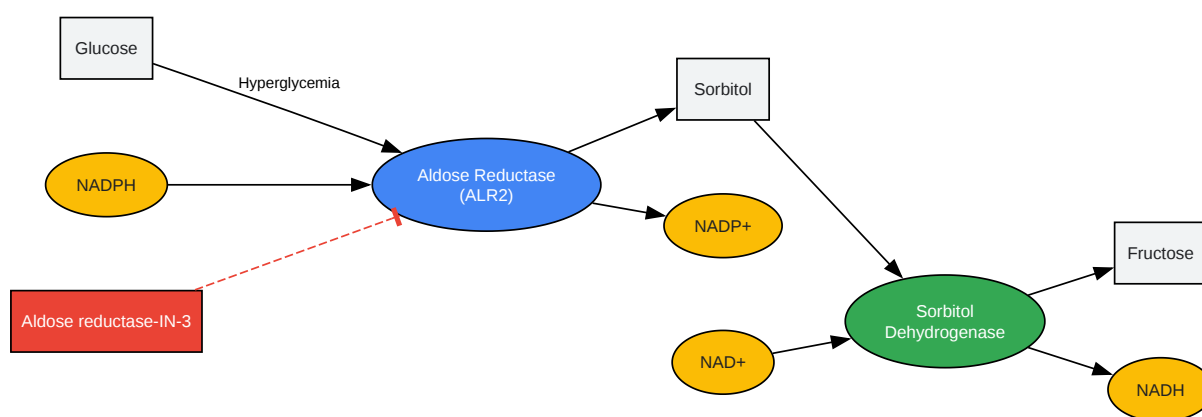 Glucose
Hyperglycemia
Sorbitol
NADPH
Aldose Reductase
(ALR2)
NADP+
Fructose
Aldose reductase-IN-3
Sorbitol
Dehydrogenase
NAD+
NADH